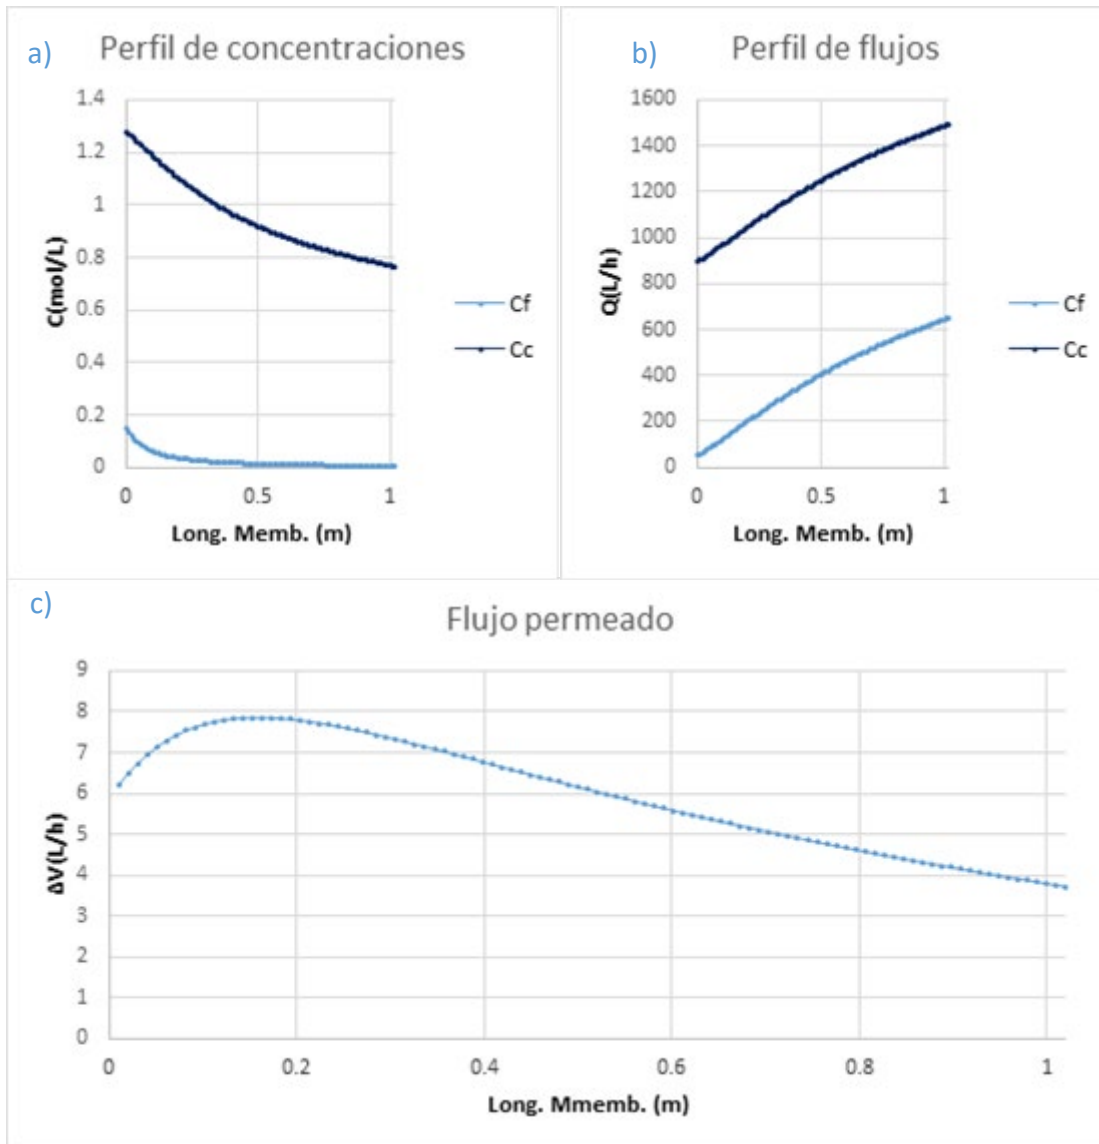 a)
Perfil de concentraciones
1.4
1.2
1
0.8
0.6
0.4
0.2
0
C(mol/L)
0 0.5 1
Long. Memb. (m)
Cf
Cc
b)
Perfil de flujos
1600
1400
1200
1000
800
600
400
200
0
Q(L/h)
0 0.5 1
Long. Memb. (m)
Cf
Cc
c)
Flujo permeado
9
8
7
6
5
4
3
2
1
0
ΔV(L/h)
0 0.2 0.4 0.6 0.8 1
Long. Mmemb. (m)